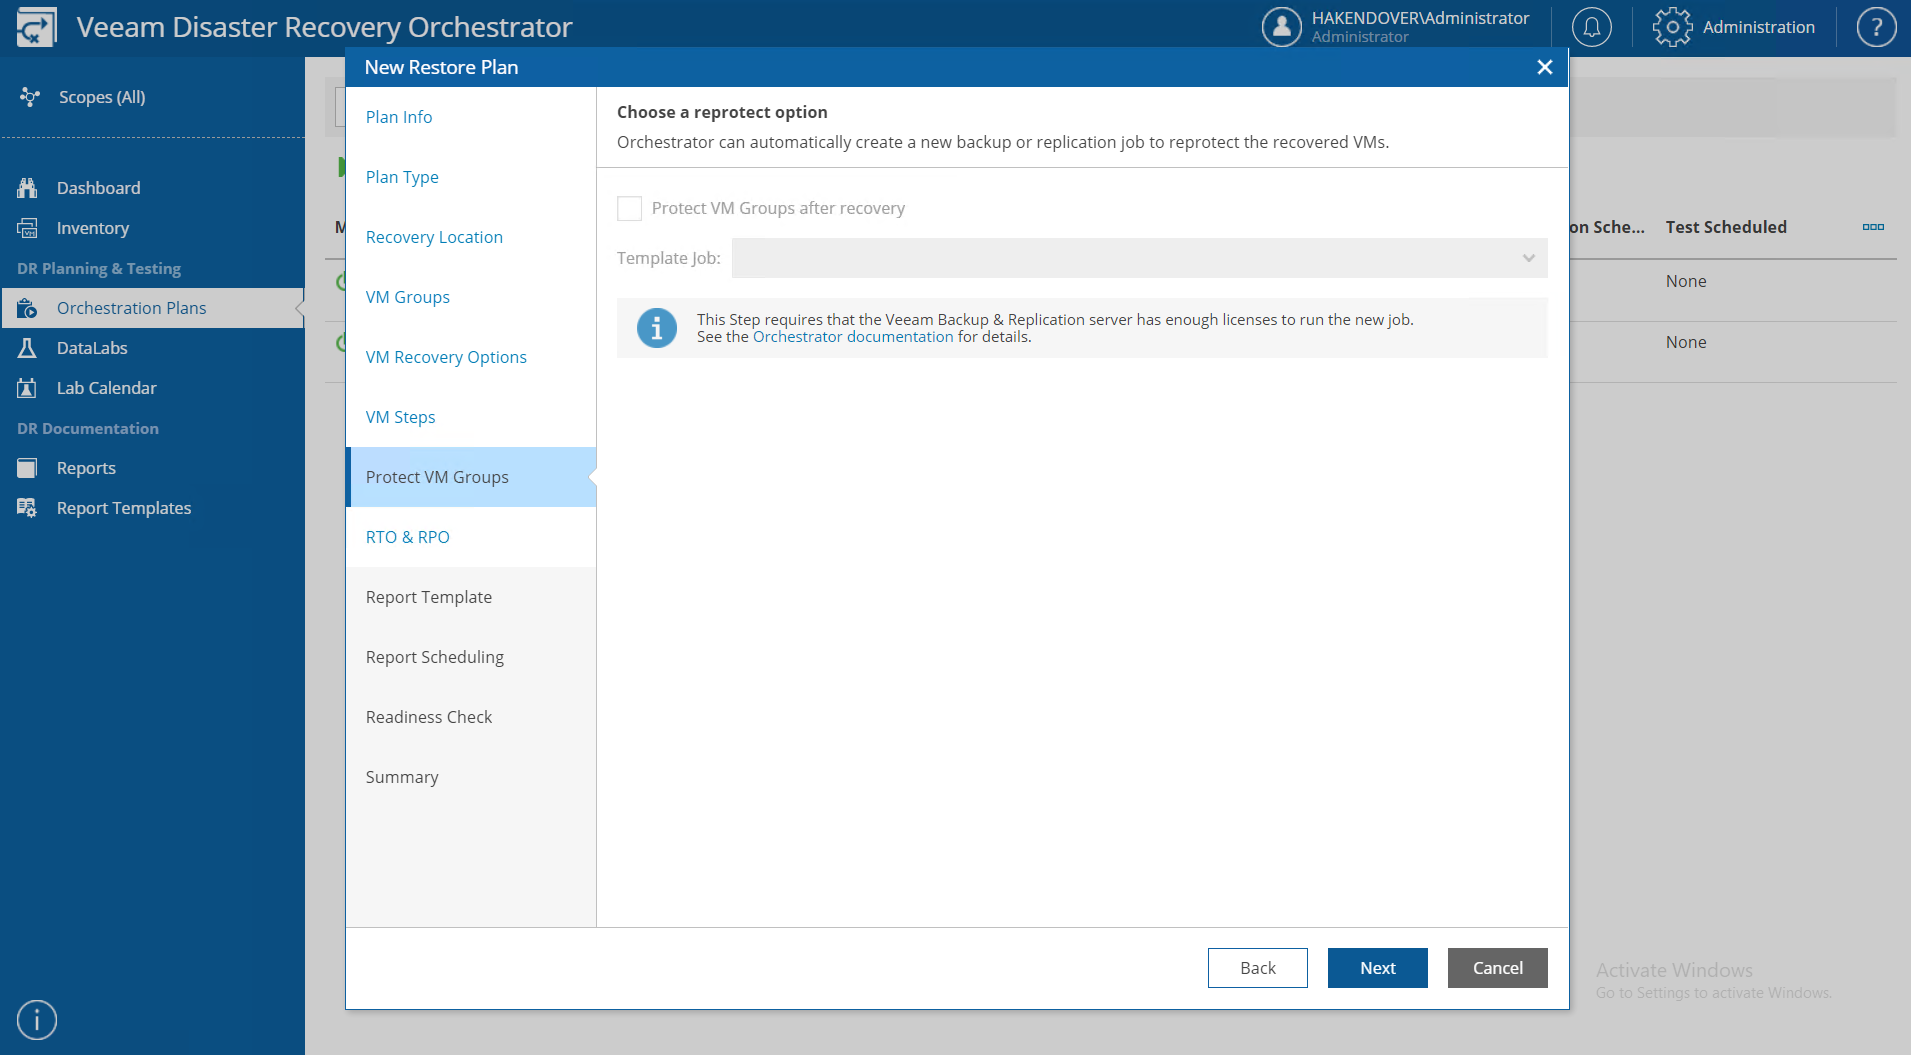 Veeam Disaster Recovery Orchestrator
HAKENDOVER\Administrator
Administrator
Administration
?
Scopes (All)
Dashboard
Inventory
DR Planning & Testing
Orchestration Plans
DataLabs
Lab Calendar
DR Documentation
Reports
Report Templates
New Restore Plan
Plan Info
Plan Type
Recovery Location
VM Groups
VM Recovery Options
VM Steps
Protect VM Groups
RTO & RPO
Report Template
Report Scheduling
Readiness Check
Summary
Choose a reprotect option
Orchestrator can automatically create a new backup or replication job to reprotect the recovered VMs.
Protect VM Groups after recovery
Template Job:
This Step requires that the Veeam Backup & Replication server has enough licenses to run the new job.
See the Orchestrator documentation for details.
Back
Next
Cancel
M
on Sche...
Test Scheduled
None
None
Activate Windows
Go to Settings to activate Windows.